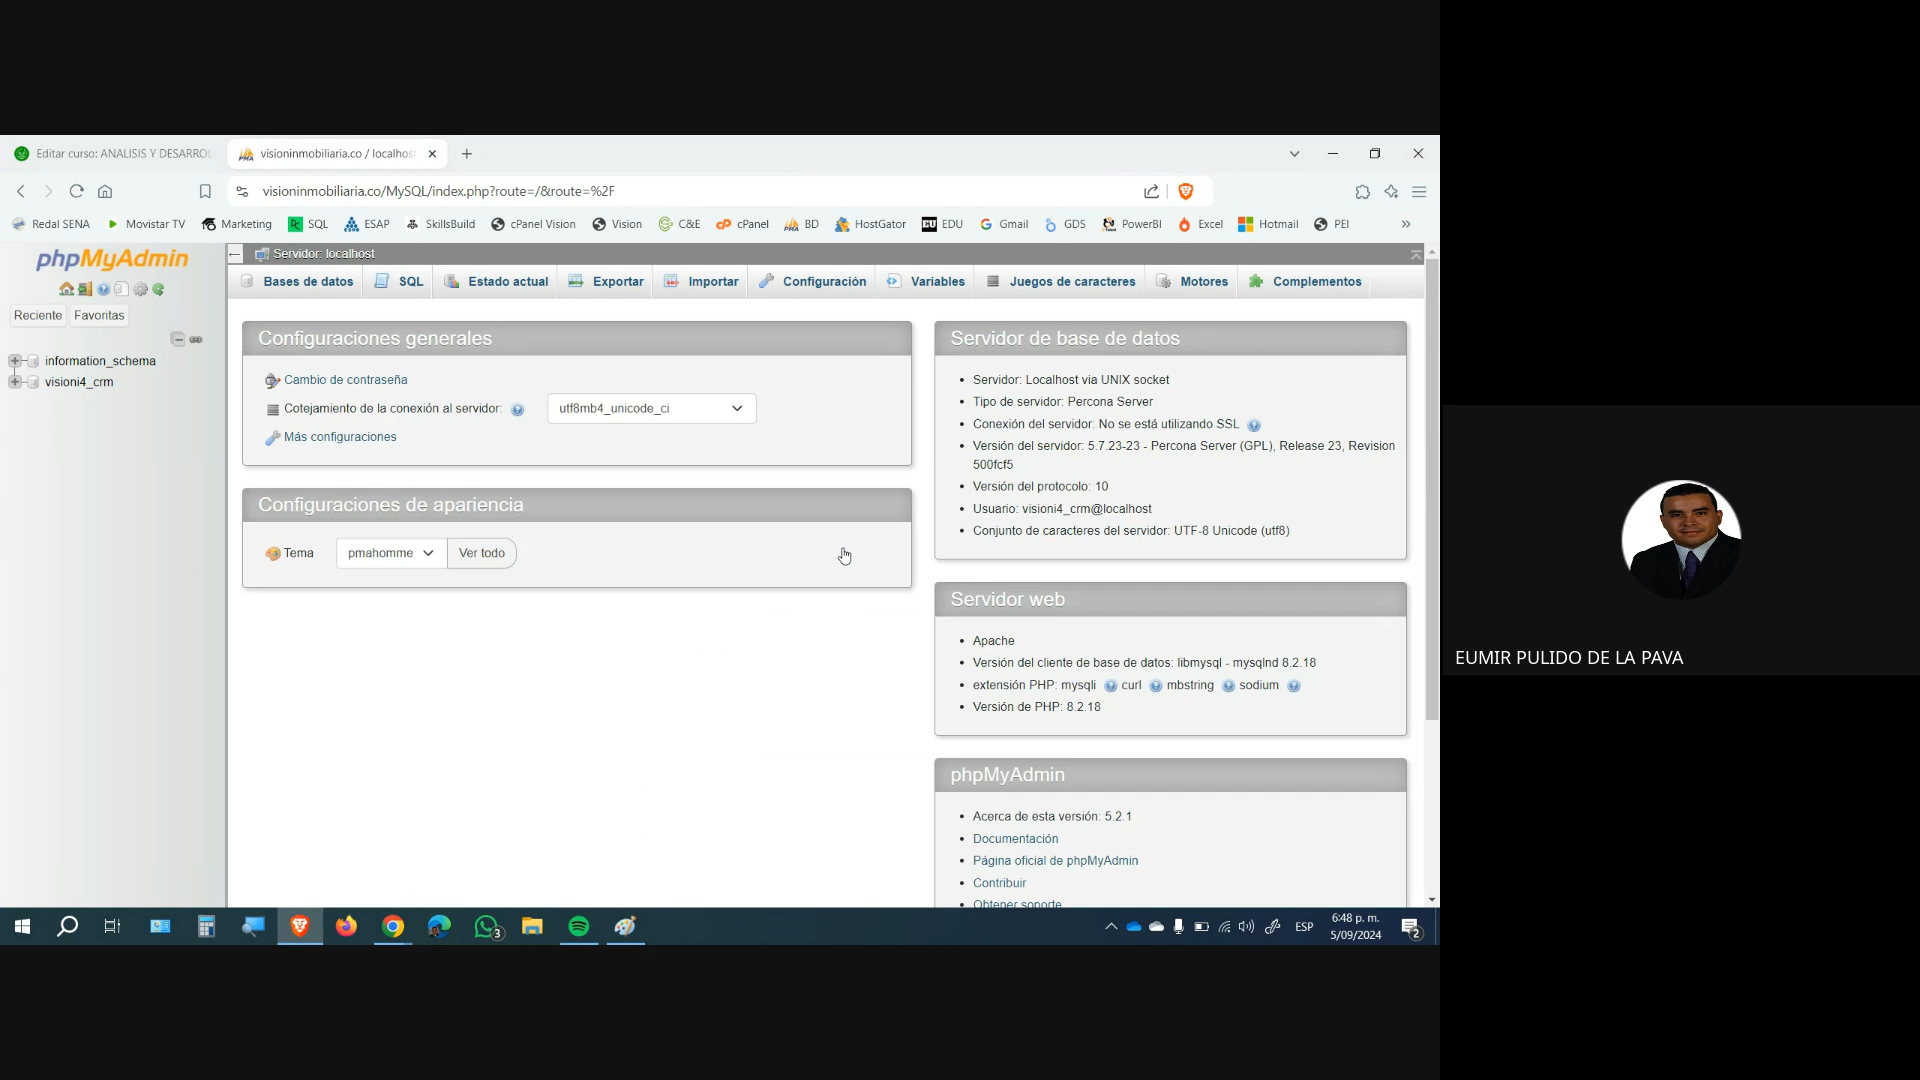 Editar curso: ANALISIS Y DESARROL
visioninmobiliaria.co / localhost
visioninmobiliaria.co/MySQL/index.php?route=/&route=%2F
Redal SENA
Movistar TV
Marketing
SQL
ESAP
SkillsBuild
cPanel Vision
Vision
C&E
cPanel
BD
HostGator
EDU
Gmail
GDS
PowerBI
Excel
Hotmail
PEI
phpMyAdmin
Reciente
Favoritas
information_schema
visioni4_crm
Servidor: localhost
Bases de datos
SQL
Estado actual
Exportar
Importar
Configuración
Variables
Juegos de caracteres
Motores
Complementos
Configuraciones generales
Cambio de contraseña
Cotejamiento de la conexión al servidor:
utf8mb4_unicode_ci
Más configuraciones
Configuraciones de apariencia
Tema
pmahomme
Ver todo
Servidor de base de datos
Servidor: Localhost via UNIX socket
Tipo de servidor: Percona Server
Conexión del servidor: No se está utilizando SSL
Versión del servidor: 5.7.23-23 - Percona Server (GPL), Release 23, Revision
500fcf5
Versión del protocolo: 10
Usuario: visioni4_crm@localhost
Conjunto de caracteres del servidor: UTF-8 Unicode (utf8)
Servidor web
Apache
Versión del cliente de base de datos: libmysql - mysqlnd 8.2.18
extensión PHP: mysqli curl mbstring sodium
Versión de PHP: 8.2.18
phpMyAdmin
Acerca de esta versión: 5.2.1
Documentación
Página oficial de phpMyAdmin
Contribuir
Obtener soporte
3
ESP
6:48 p. m.
5/09/2024
2
EUMIR PULIDO DE LA PAVA